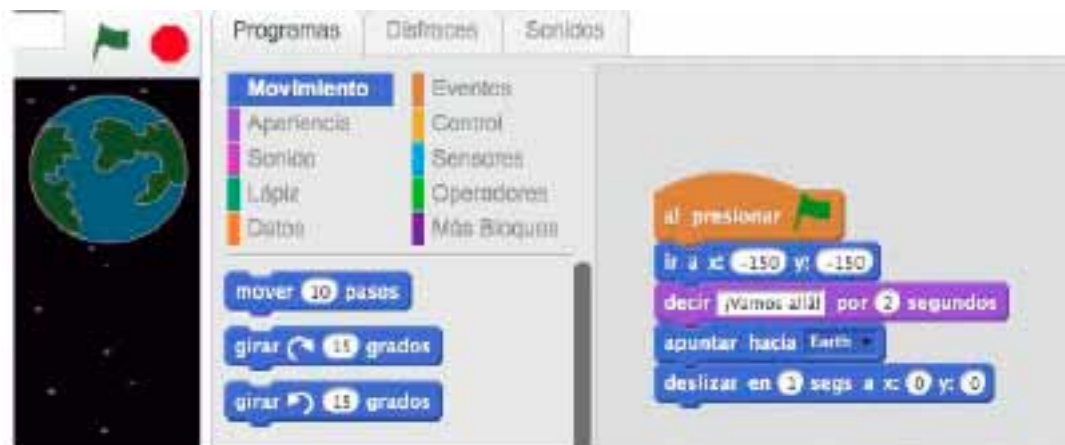 Programas Disfraces Sonidos
Movimiento Eventos
Apariencia Control
Sonido Sensores
Lápiz Operadores
Datos Más Bloques
mover 10 pasos
girar 15 grados
girar 15 grados
al presionar
ir a x: -150 y: -150
decir ¡Vamos allá! por 2 segundos
apuntar hacia Earth
deslizar en 1 segs a x: 0 y: 0